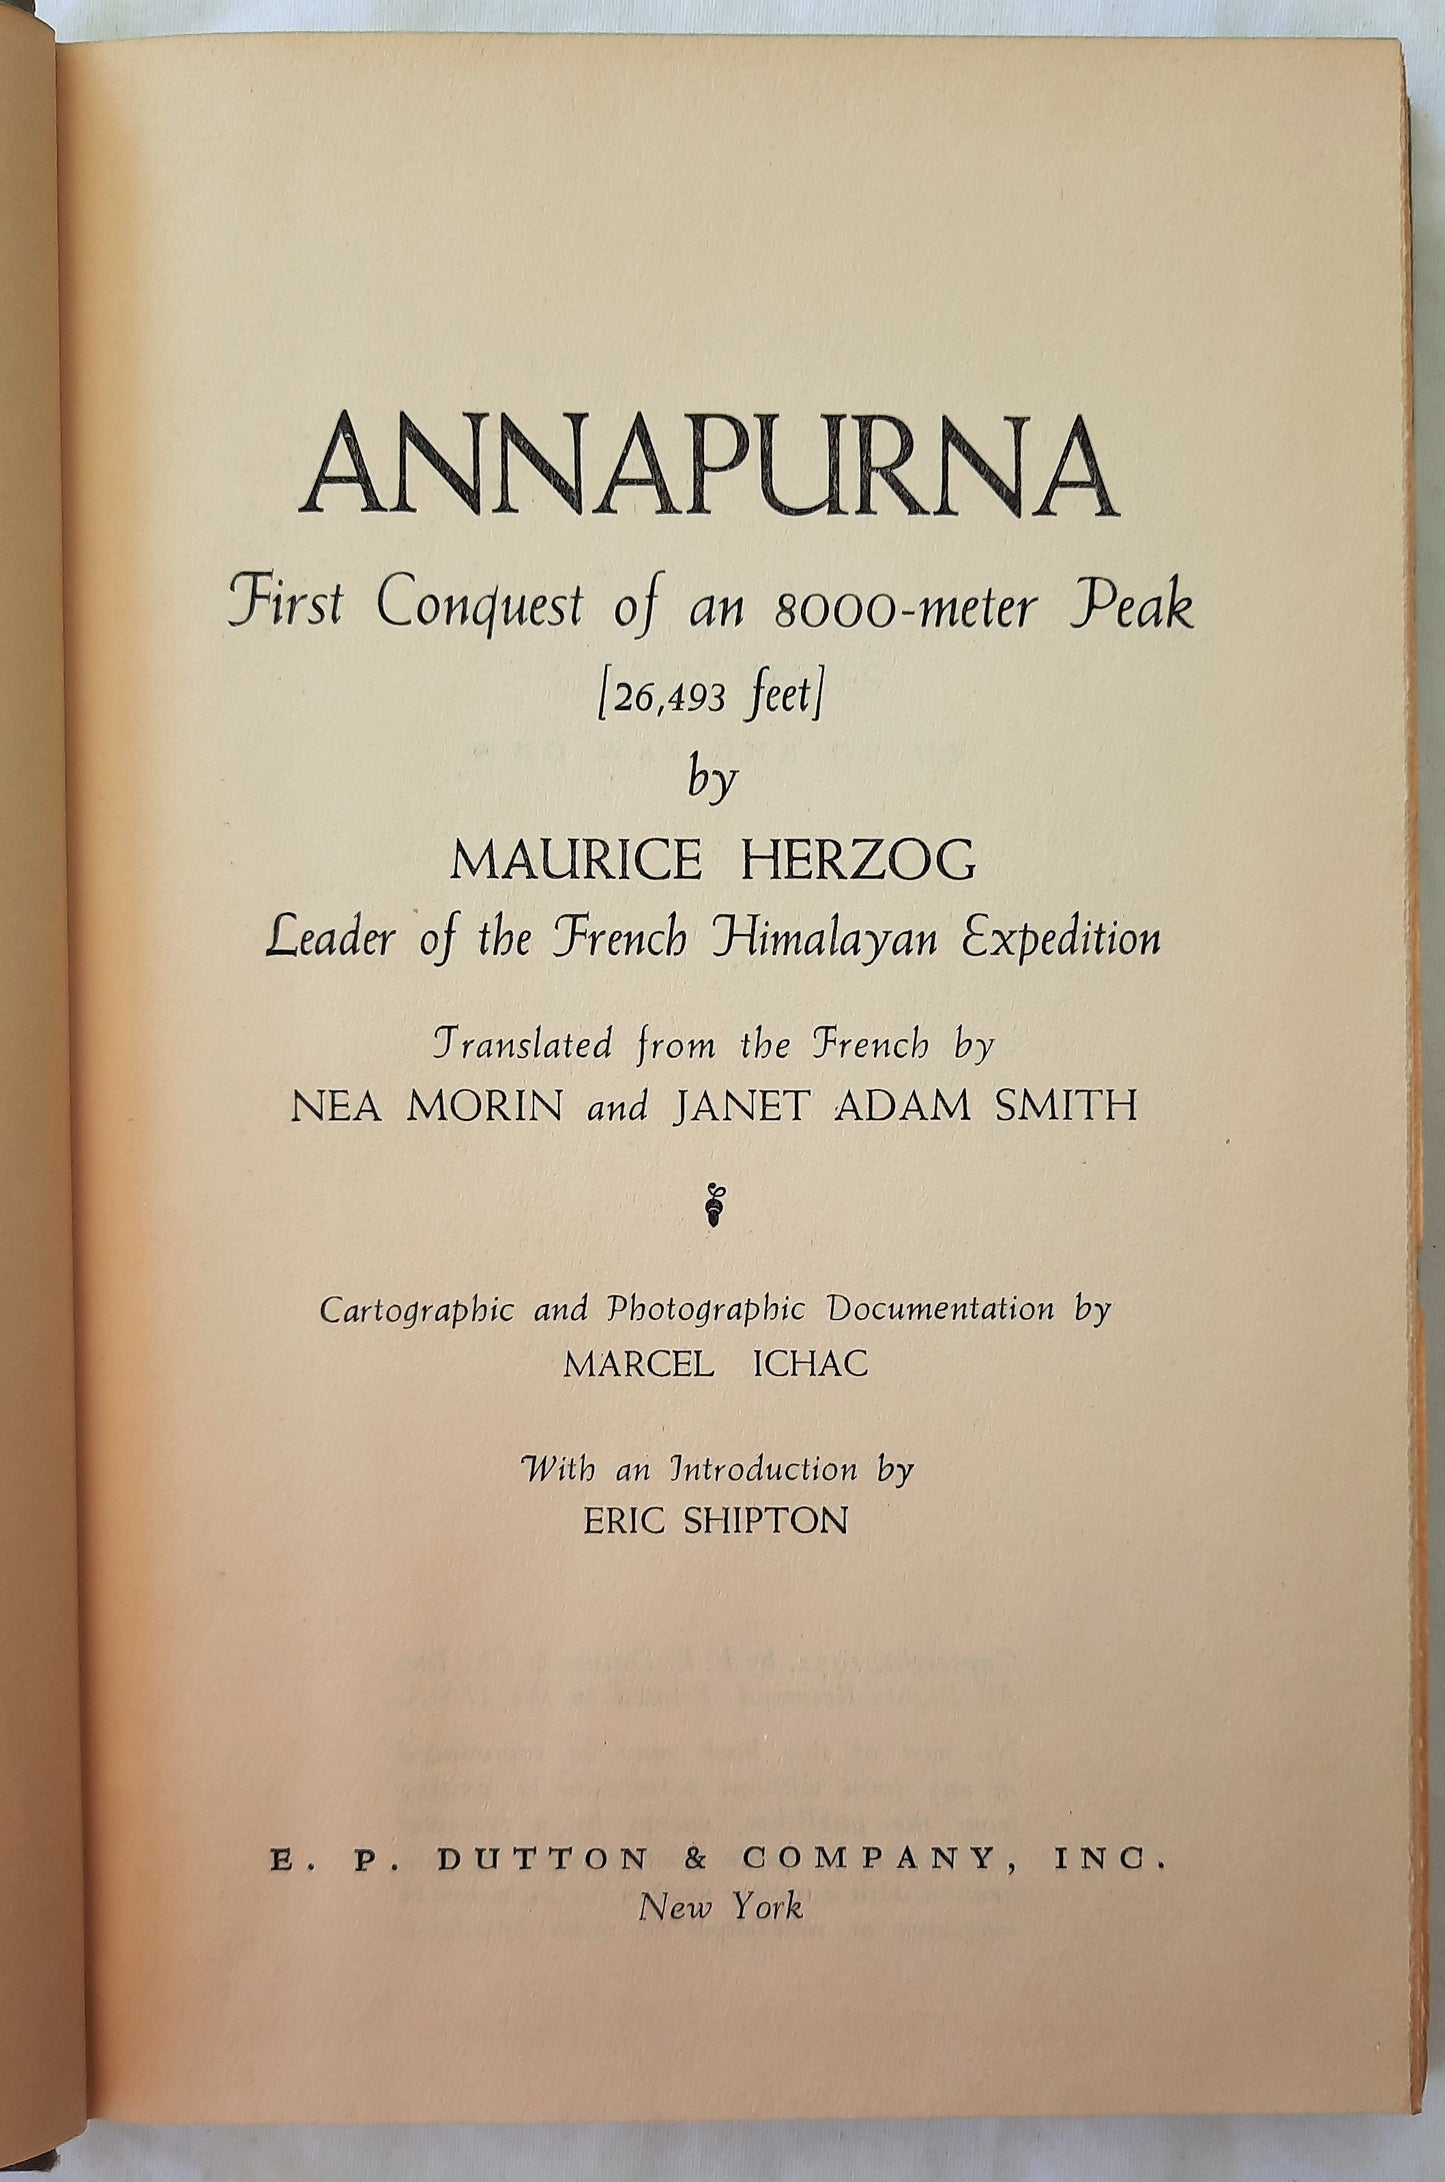 ANNAPURNA
First Conquest of an 8000-meter Peak
[26,493 feet]
by
MAURICE HERZOG
Leader of the French Himalayan Expedition
Translated from the French by
NEA MORIN and JANET ADAM SMITH
Cartographic and Photographic Documentation by
MARCEL ICHAC
With an Introduction by
ERIC SHIPTON
E. P. DUTTON & COMPANY, INC.
New York